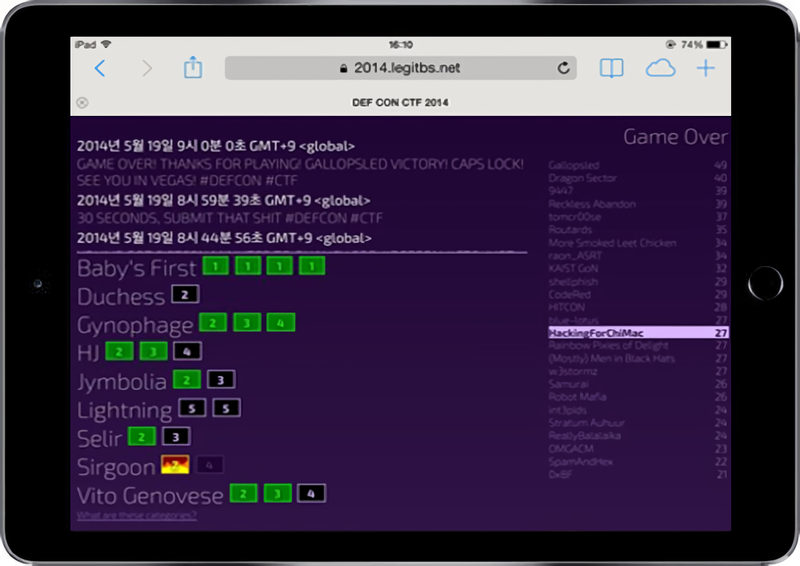 iPad 16:10 74%
2014.legitbs.net
DEF CON CTF 2014
Game Over
2014년 5월 19일 9시 0분 0초 GMT+9 <global>
GAME OVER! THANKS FOR PLAYING! GALLOPSLED VICTORY! CAPS LOCK!
SEE YOU IN VEGAS! #DEFCON #CTF
2014년 5월 19일 8시 59분 39초 GMT+9 <global>
30 SECONDS, SUBMIT THAT SHIT #DEFCON #CTF
2014년 5월 19일 8시 44분 56초 GMT+9 <global>
Baby's First 1 1 1 1
Duchess 2
Gynophage 2 3 4
HJ 2 3 4
Jymbolia 2 3
Lightning 5 5
Selir 2 3
Sirgoon 2 4
Vito Genovese 2 3 4
What are these categories?
Gallopsled 49
Dragon Sector 40
9447 39
Reckless Abandon 39
tomcr00se 37
Routards 35
More Smoked Leet Chicken 34
raon_ASRT 34
KAIST GoN 32
shellphish 29
CodeRed 29
HITCON 28
blue-lotus 27
HackingForChiMac 27
Rainbow Pixies of Delight 27
(Mostly) Men in Black Hats 27
w3stormz 27
Samurai 26
Robot Mafia 26
int3pids 24
Stratum Auhuur 24
ReallyBalalaika 24
OMGACM 23
SpamAndHex 22
0xBF 21